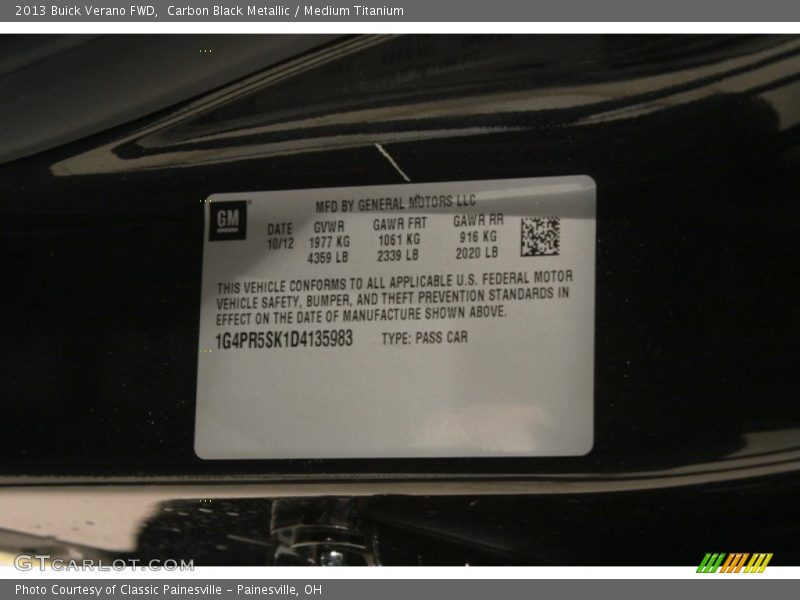 2013 Buick Verano FWD,  Carbon Black Metallic / Medium Titanium
GM
MFD BY GENERAL MOTORS LLC
DATE GVWR GAWR FRT GAWR RR
10/12 1977 KG 1061 KG 916 KG
4359 LB 2339 LB 2020 LB
THIS VEHICLE CONFORMS TO ALL APPLICABLE U.S. FEDERAL MOTOR
VEHICLE SAFETY, BUMPER, AND THEFT PREVENTION STANDARDS IN
EFFECT ON THE DATE OF MANUFACTURE SHOWN ABOVE.
1G4PR5SK1D4135983 TYPE: PASS CAR
GTCARLOT.COM
Photo Courtesy of Classic Painesville - Painesville, OH